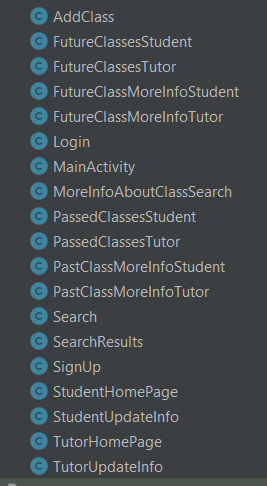 AddClass
FutureClassesStudent
FutureClassesTutor
FutureClassMoreInfoStudent
FutureClassMoreInfoTutor
Login
MainActivity
MoreInfoAboutClassSearch
PassedClassesStudent
PassedClassesTutor
PastClassMoreInfoStudent
PastClassMoreInfoTutor
Search
SearchResults
SignUp
StudentHomePage
StudentUpdateInfo
TutorHomePage
TutorUpdateInfo